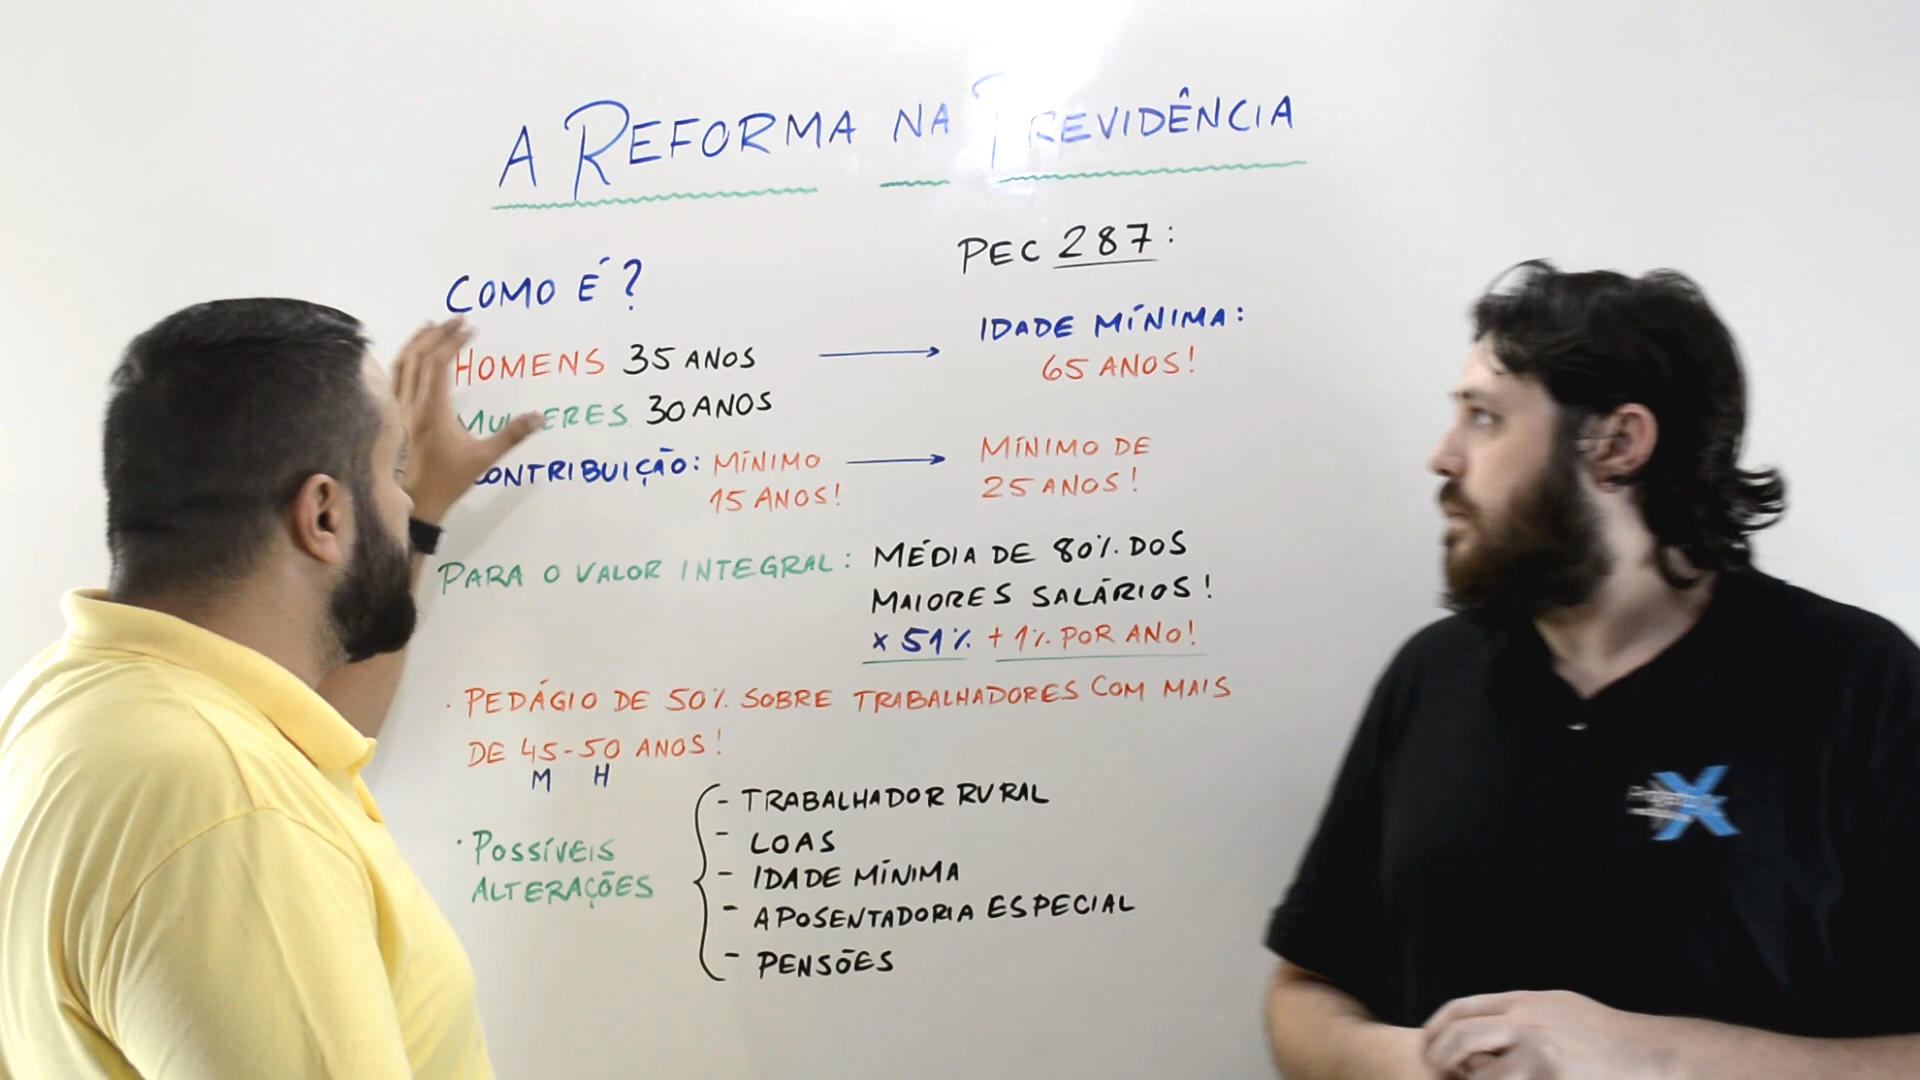 A REFORMA NA PREVIDÊNCIA
COMO É?
HOMENS 35 ANOS
MULHERES 30 ANOS
CONTRIBUIÇÃO: MÍNIMO
15 ANOS!
PEC 287:
IDADE MÍNIMA:
65 ANOS!
MÍNIMO DE
25 ANOS!
PARA O VALOR INTEGRAL: MÉDIA DE 80% DOS
MAIORES SALÁRIOS!
x 51% + 1% POR ANO!
· PEDÁGIO DE 50% SOBRE TRABALHADORES COM MAIS
DE 45-50 ANOS!
M H
· POSSÍVEIS
ALTERAÇÕES
- TRABALHADOR RURAL
- LOAS
- IDADE MÍNIMA
- APOSENTADORIA ESPECIAL
- PENSÕES